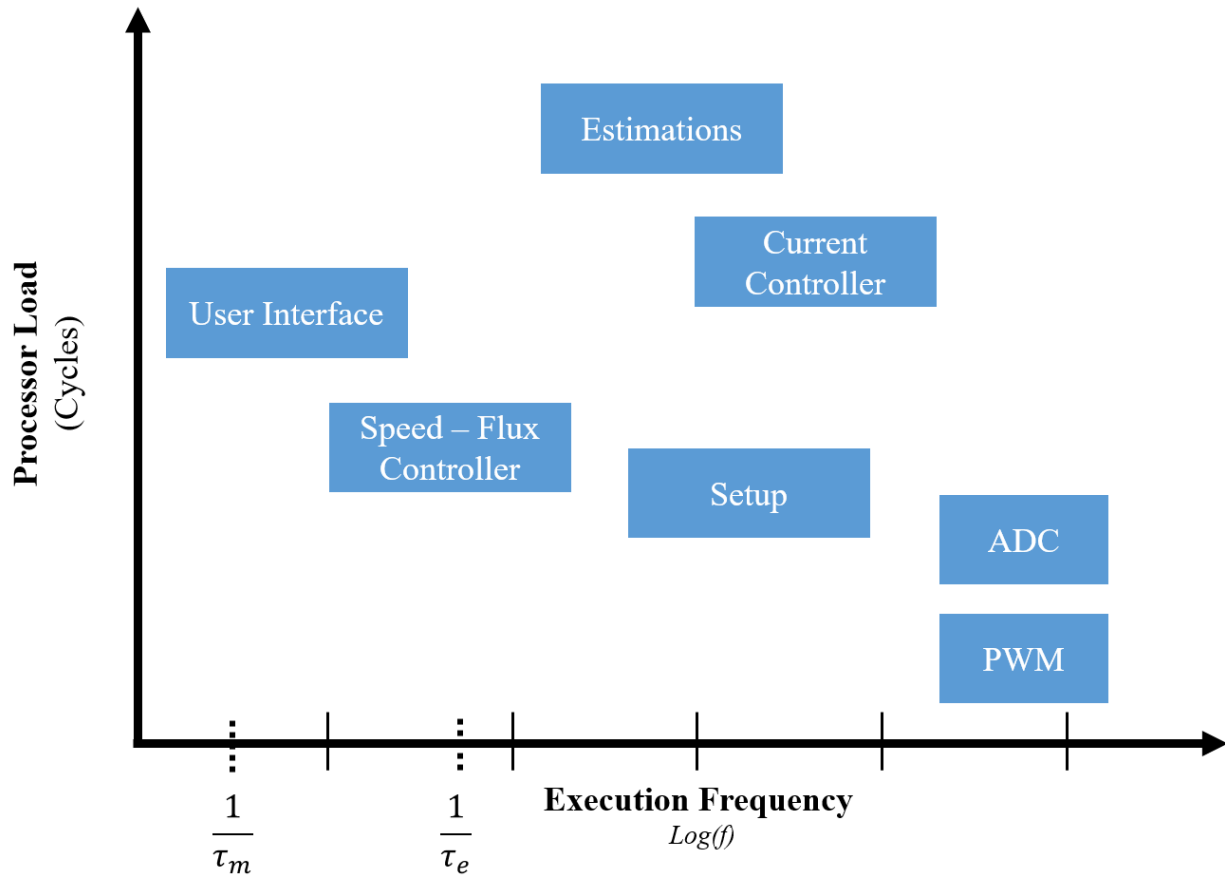 Estimations
Current
Controller
User Interface
Speed – Flux
Controller
Setup
ADC
PWM
Processor Load
(Cycles)
Execution Frequency
Log(f)
1
τm
1
τe